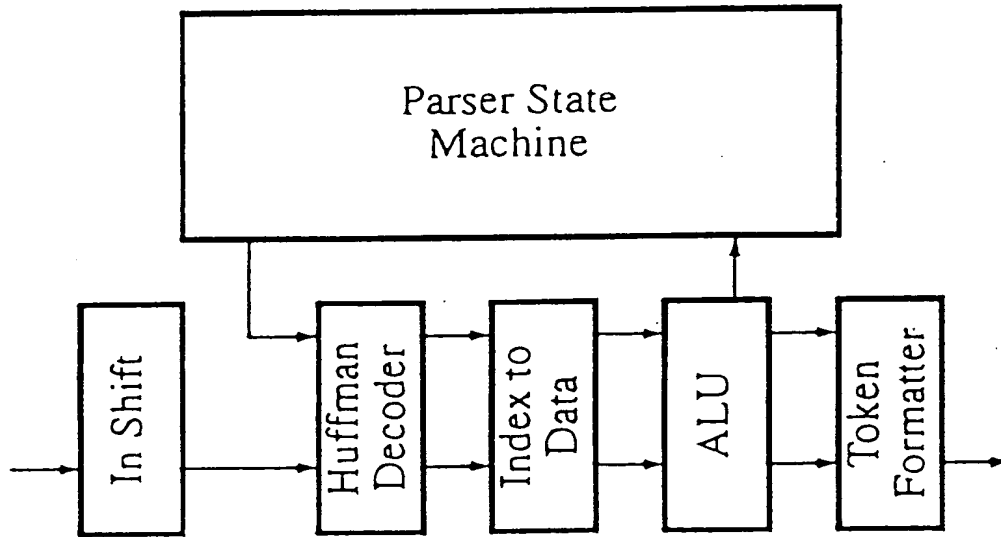 Parser State
Machine
In Shift
Huffman
Decoder
Index to
Data
ALU
Token
Formatter